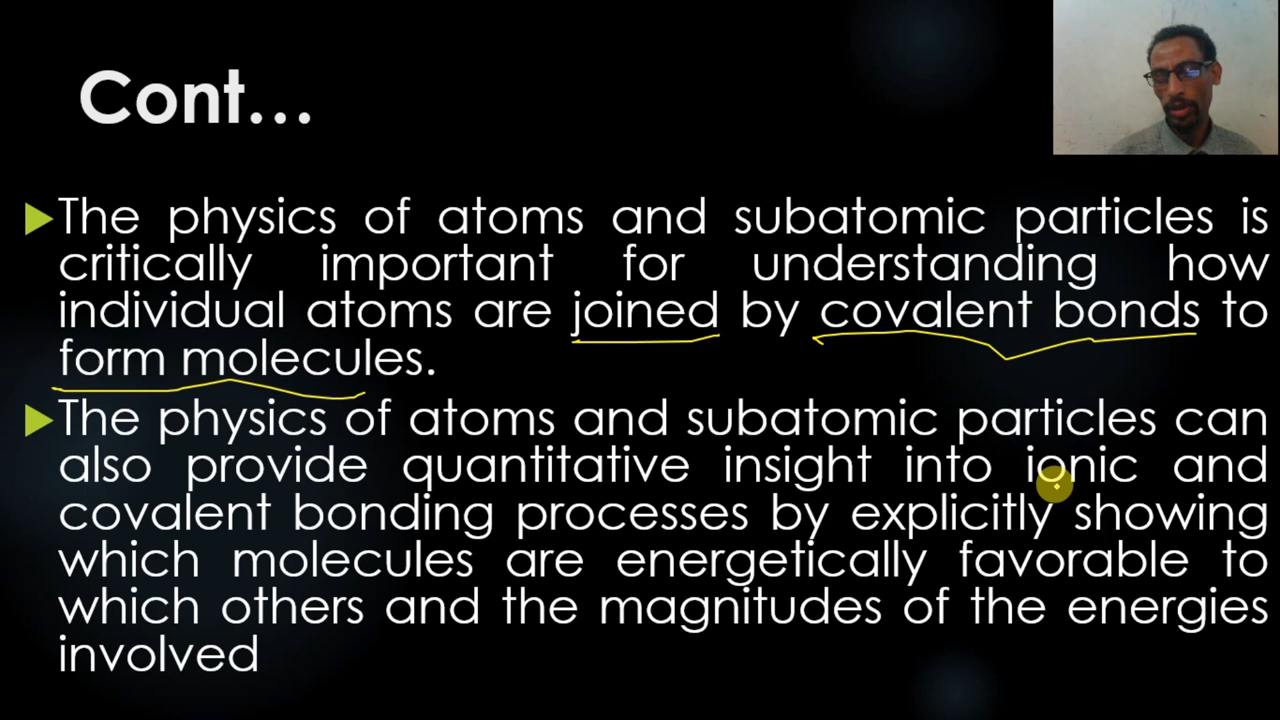 Cont...
The physics of atoms and subatomic particles is
critically important for understanding how
individual atoms are joined by covalent bonds to
form molecules.
The physics of atoms and subatomic particles can
also provide quantitative insight into ionic and
covalent bonding processes by explicitly showing
which molecules are energetically favorable to
which others and the magnitudes of the energies
involved